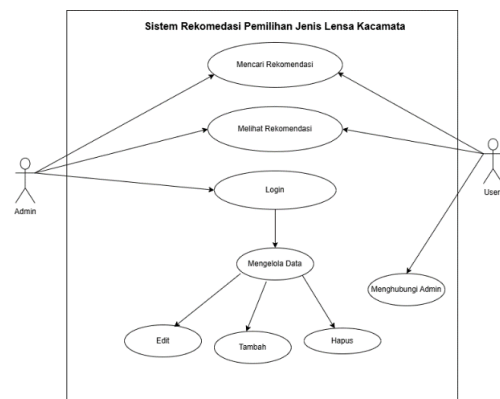 Sistem Rekomedasi Pemilihan Jenis Lensa Kacamata
Mencari Rekomendasi
Melihat Rekomendasi
Admin
User
Login
Mengelola Data
Menghubungi Admin
Edit
Tambah
Hapus